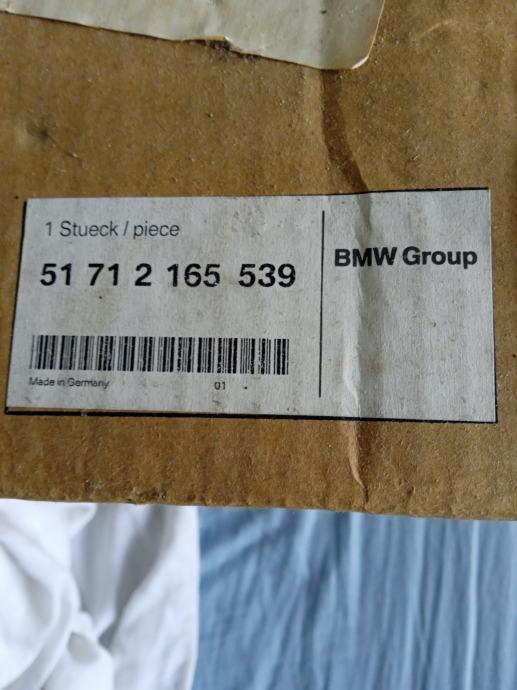 1 Stueck / piece
51 71 2 165 539
BMW Group
Made in Germany
01